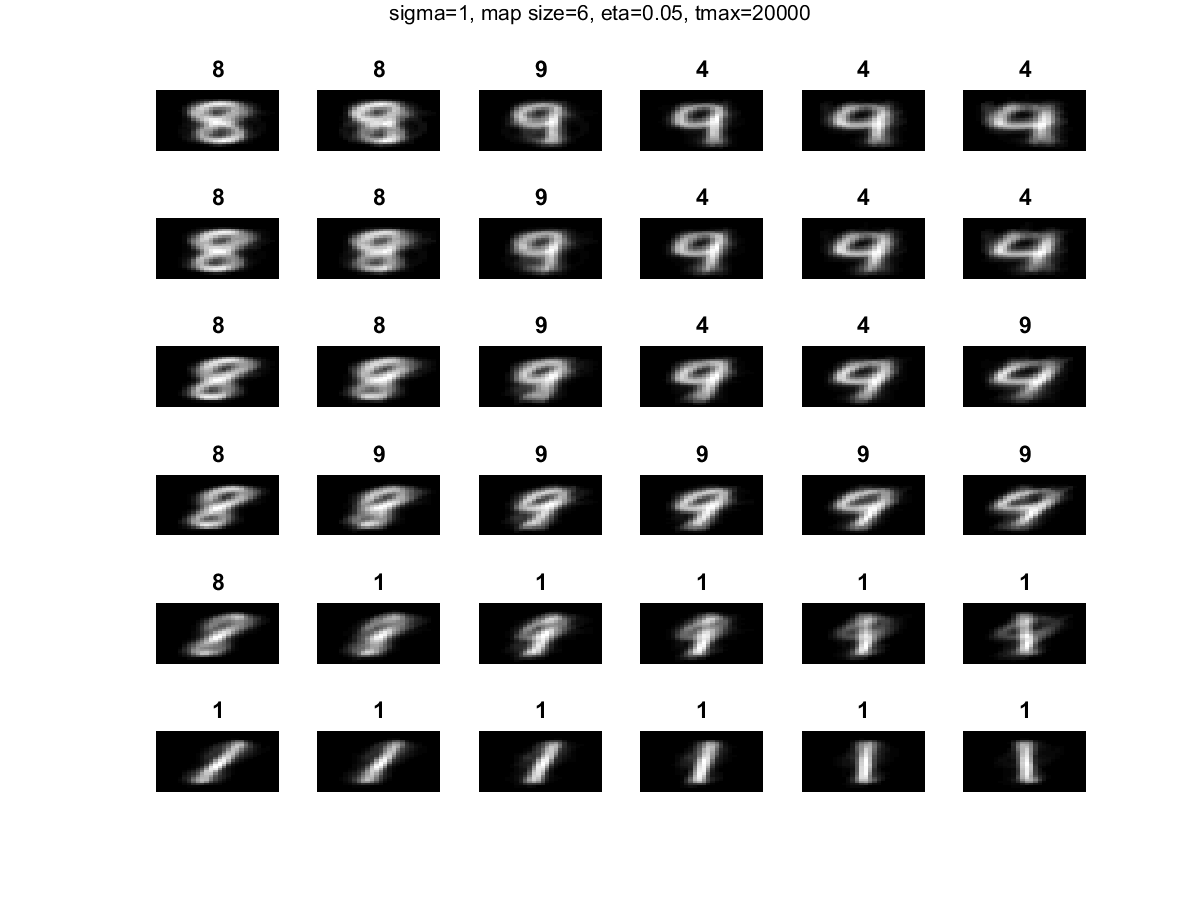 sigma=1, map size=6, eta=0.05, tmax=20000
8 8 9 4 4 4
8 8 9 4 4 4
8 8 9 4 4 9
8 9 9 9 9 9
8 1 1 1 1 1
1 1 1 1 1 1